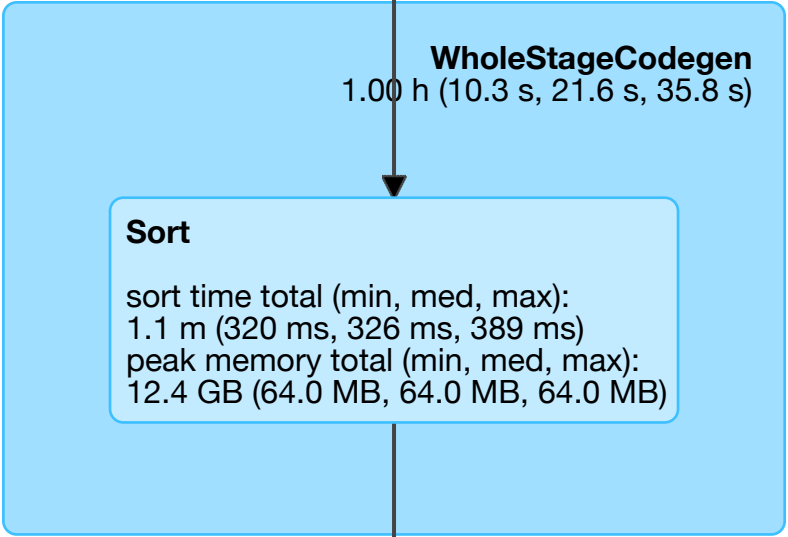 WholeStageCodegen
1.00 h (10.3 s, 21.6 s, 35.8 s)
Sort
sort time total (min, med, max):
1.1 m (320 ms, 326 ms, 389 ms)
peak memory total (min, med, max):
12.4 GB (64.0 MB, 64.0 MB, 64.0 MB)